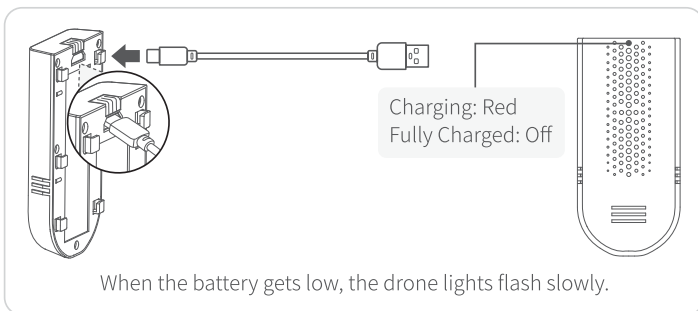 Charging: Red
Fully Charged: Off
When the battery gets low, the drone lights flash slowly.